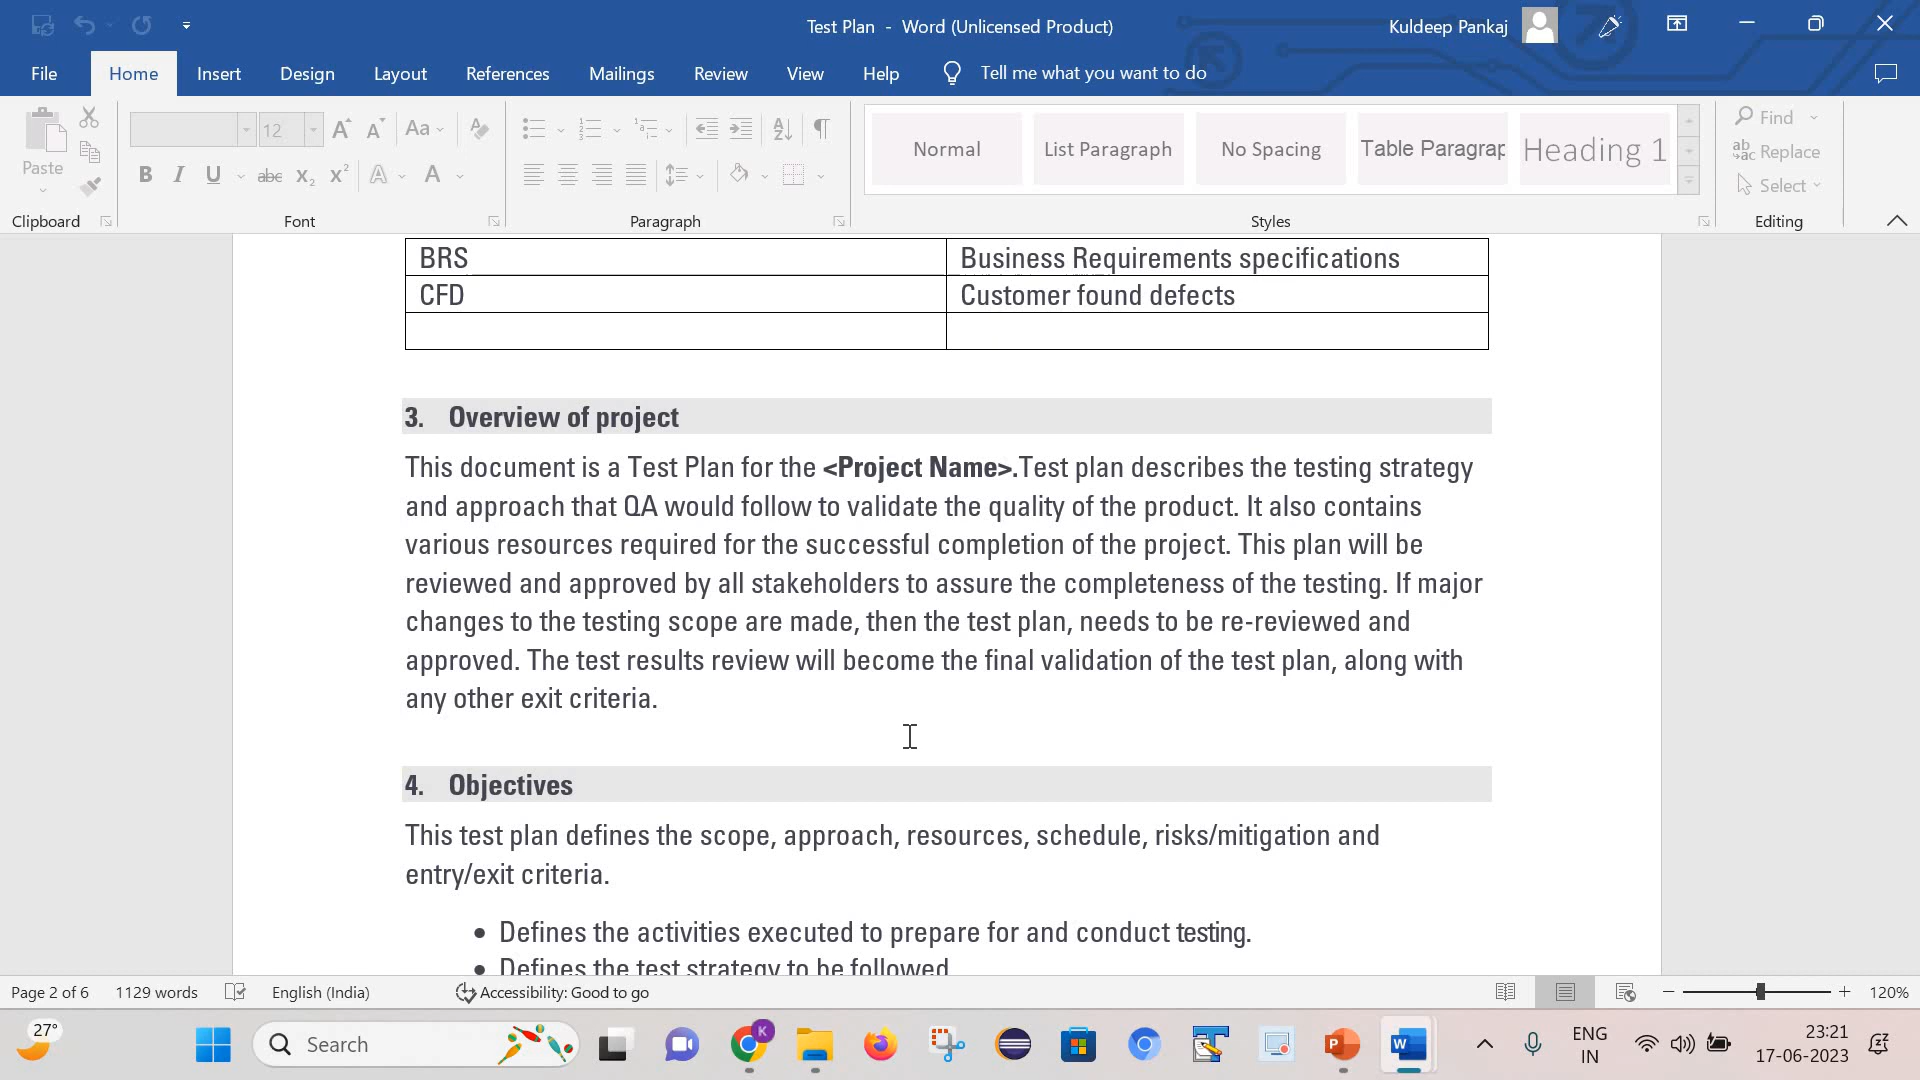 Test Plan - Word (Unlicensed Product)
Kuldeep Pankaj
File Home Insert Design Layout References Mailings Review View Help Tell me what you want to do
Paste
12
Aa
Normal
List Paragraph
No Spacing
Table Paragrap
Heading 1
Find
Replace
Select
Clipboard
Font
Paragraph
Styles
Editing
BRS Business Requirements specifications
CFD Customer found defects
3. Overview of project
This document is a Test Plan for the <Project Name>.Test plan describes the testing strategy
and approach that QA would follow to validate the quality of the product. It also contains
various resources required for the successful completion of the project. This plan will be
reviewed and approved by all stakeholders to assure the completeness of the testing. If major
changes to the testing scope are made, then the test plan, needs to be re-reviewed and
approved. The test results review will become the final validation of the test plan, along with
any other exit criteria.
4. Objectives
This test plan defines the scope, approach, resources, schedule, risks/mitigation and
entry/exit criteria.
• Defines the activities executed to prepare for and conduct testing.
• Defines the test strategy to be followed
Page 2 of 6 1129 words English (India) Accessibility: Good to go 120%
27°
Search
ENG
IN
23:21
17-06-2023